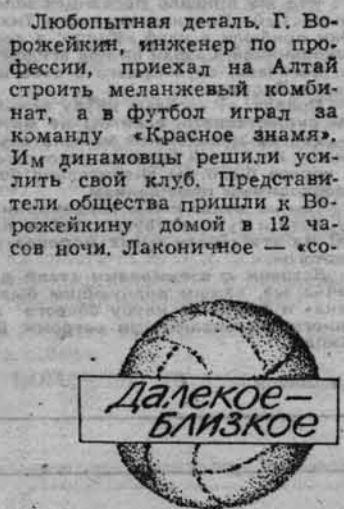 Любопытная деталь. Г. Во-
рожейкин, инженер по про-
фессии, приехал на Алтай
строить меланжевый комби-
нат, а в футбол играл за
команду «Красное знамя».
Им динамовцы решили уси-
лить свой клуб. Представи-
тели общества пришли к Во-
рожейкину домой в 12 ча-
сов ночи. Лаконичное — «со-
Далекое—
близкое